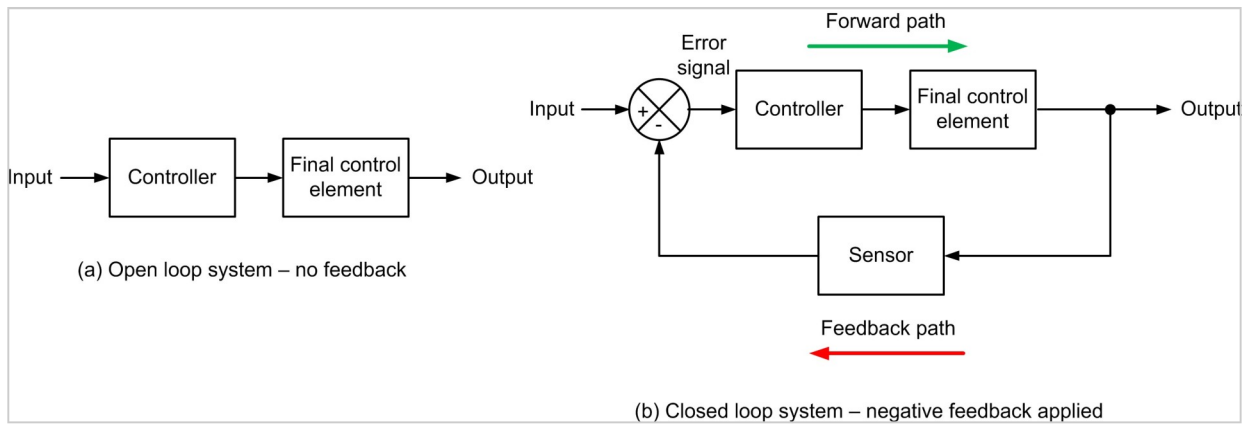 Input
Controller
Final control
element
Output
(a) Open loop system – no feedback
Forward path
Error
signal
Input
+
-
Controller
Final control
element
Output
Sensor
Feedback path
(b) Closed loop system – negative feedback applied